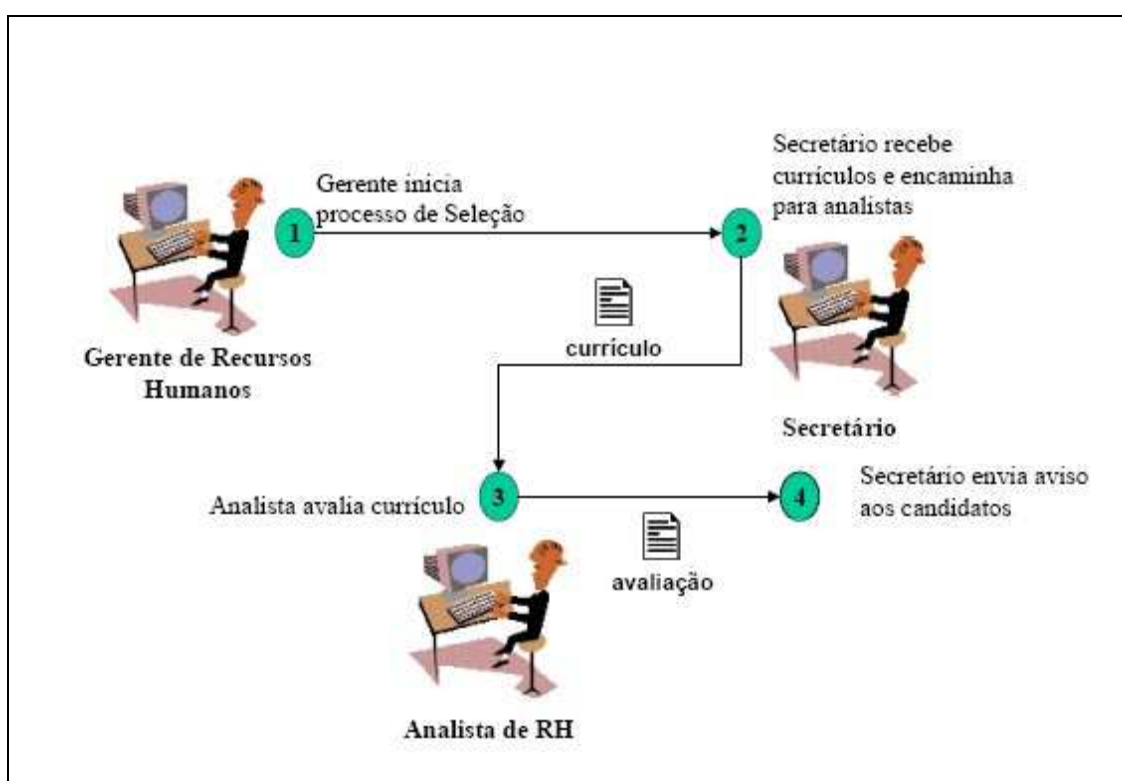 Gerente inicia
processo de Seleção
1
Gerente de Recursos
Humanos
Secretário recebe
currículos e encaminha
para analistas
2
Secretário
currículo
Analista avalia currículo
3
Analista de RH
avaliação
4
Secretário envia aviso
aos candidatos